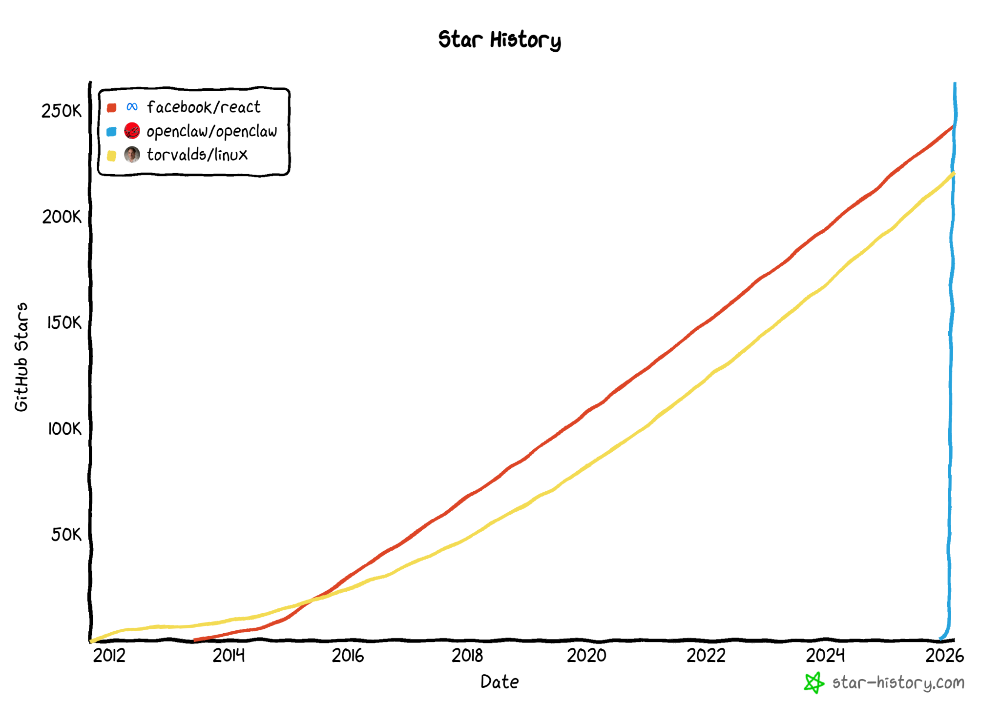 Star History
facebook/react
openclaw/openclaw
torvalds/linux
250K
200K
150K
100K
50K
GitHub Stars
2012
2014
2016
2018
2020
2022
2024
2026
Date
star-history.com